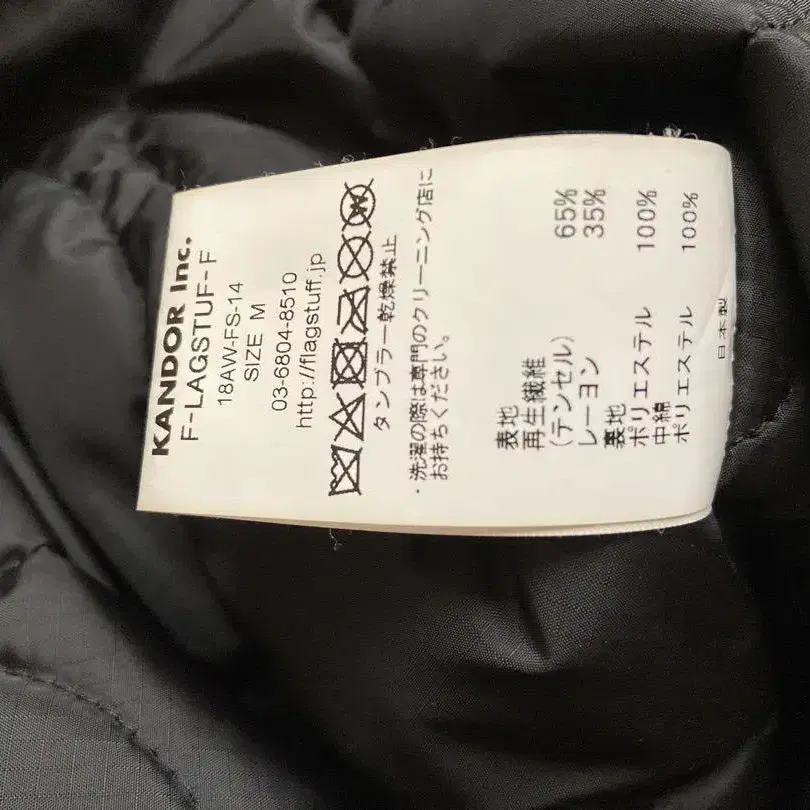 KANDOR Inc.
F-LAGSTUF-F
18AW-FS-14
SIZE M
03-6804-8510
http://flagstuff.jp
タンブラー乾燥禁止
・洗濯の際は専門のクリーニング店に
お持ちください。
表地
再生繊維
(テンセル) 65%
レーヨン 35%
裏地
ポリエステル 100%
中綿
ポリエステル 100%
日本製